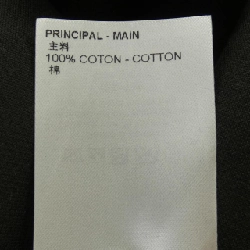 PRINCIPAL - MAIN
主料
100% COTON - COTTON
棉